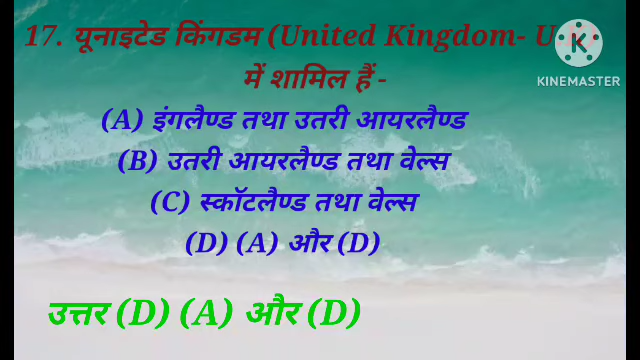 17. यूनाइटेड किंगडम (United Kingdom- U
KINEMASTER
में शामिल हैं -
(A) इंगलैण्ड तथा उतरी आयरलैण्ड
(B) उतरी आयरलैण्ड तथा वेल्स
(C) स्कॉटलैण्ड तथा वेल्स
(D) (A) और (D)
उत्तर (D) (A) और (D)